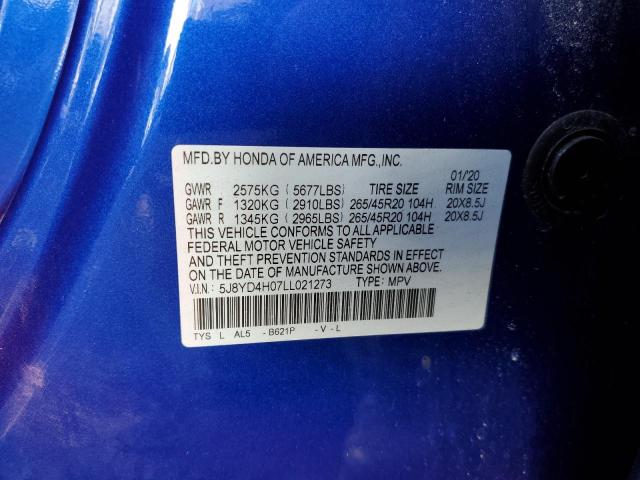 MFD.BY HONDA OF AMERICA MFG.,INC.
01/20
GVWR 2575KG (5677LBS) TIRE SIZE RIM SIZE
GAWR F 1320KG (2910LBS) 265/45R20 104H 20X8.5J
GAWR R 1345KG (2965LBS) 265/45R20 104H 20X8.5J
THIS VEHICLE CONFORMS TO ALL APPLICABLE
FEDERAL MOTOR VEHICLE SAFETY
AND THEFT PREVENTION STANDARDS IN EFFECT
ON THE DATE OF MANUFACTURE SHOWN ABOVE.
V.I.N.: 5J8YD4H07LL021273 TYPE: MPV
TYS L AL5 -B621P -V-L